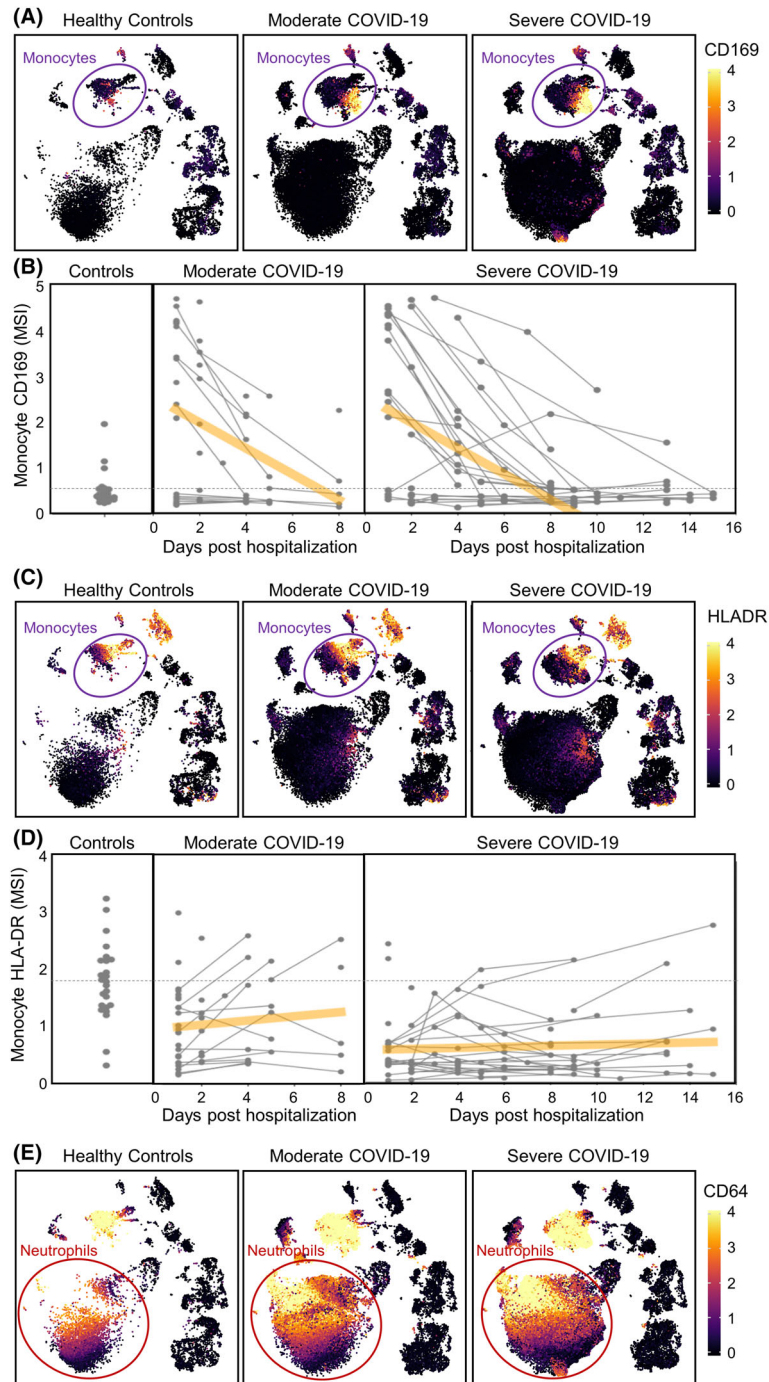 (A)
Healthy Controls
Moderate COVID-19
Severe COVID-19
Monocytes
Monocytes
Monocytes
CD169
4
3
2
1
0
(B)
Controls
Moderate COVID-19
Severe COVID-19
Monocyte CD169 (MSI)
5
4
3
2
1
0
0 2 4 6 8
0 2 4 6 8 10 12 14 16
Days post hospitalization
Days post hospitalization
(C)
Healthy Controls
Moderate COVID-19
Severe COVID-19
Monocytes
Monocytes
Monocytes
HLADR
4
3
2
1
0
(D)
Controls
Moderate COVID-19
Severe COVID-19
Monocyte HLA-DR (MSI)
4
3
2
1
0
0 2 4 6 8
0 2 4 6 8 10 12 14 16
Days post hospitalization
Days post hospitalization
(E)
Healthy Controls
Moderate COVID-19
Severe COVID-19
Neutrophils
Neutrophils
Neutrophils
CD64
4
3
2
1
0